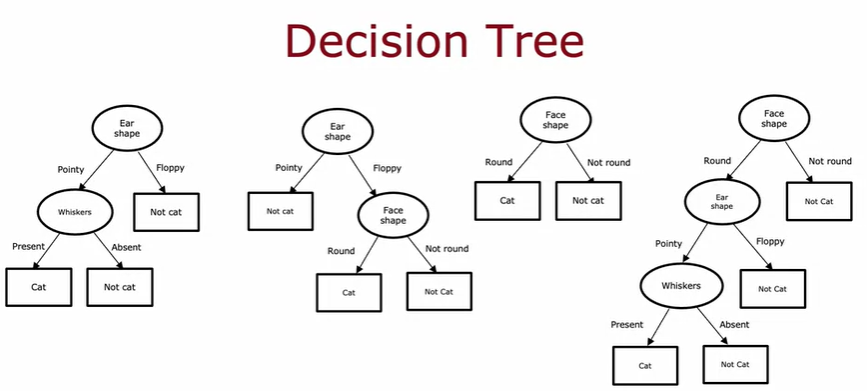 Decision Tree
Ear
shape
Pointy
Floppy
Whiskers
Not cat
Present
Absent
Cat
Not cat
Ear
shape
Pointy
Floppy
Not cat
Face
shape
Round
Not round
Cat
Not Cat
Face
shape
Round
Not round
Cat
Not cat
Face
shape
Round
Not round
Ear
shape
Not Cat
Pointy
Floppy
Whiskers
Not Cat
Present
Absent
Cat
Not Cat